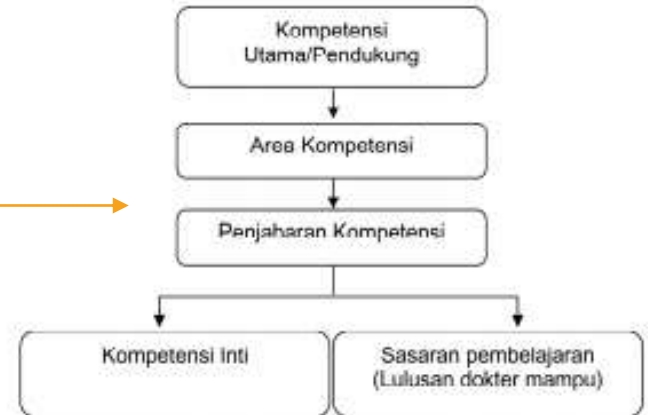 Kompetensi
Utama/Pendukung
Area Kompetensi
Penjabaran Kompetensi
Kompetensi Inti
Sasaran pembelajaran
(Lulusan dokter mampu)